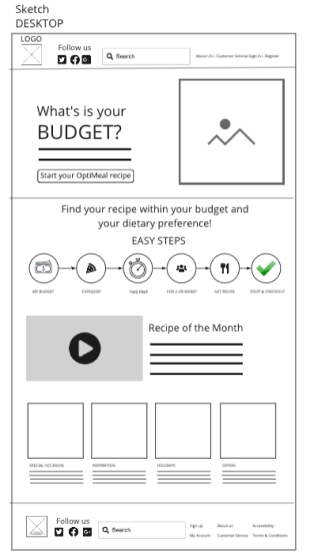 Sketch
DESKTOP
LOGO
Follow us
Search
About US I. Customer Service/ Sign In I. Register
What's is your
BUDGET?
Start your OptiMeal recipe
Find your recipe within your budget and
your dietary preference!
EASY STEPS
MY BUDGET
CATEGORY
TIME PREP
FOR 2 OR MORE?
GET RECIPE
SHOP & CHECKOUT
Recipe of the Month
SPECIAL OCCASION
INSPIRATION
HOLIDAYS
OFFERS
Follow us
Search
Sign up
About us
Accessibility
My Account
Customer Service
Terms & Conditions
Logo